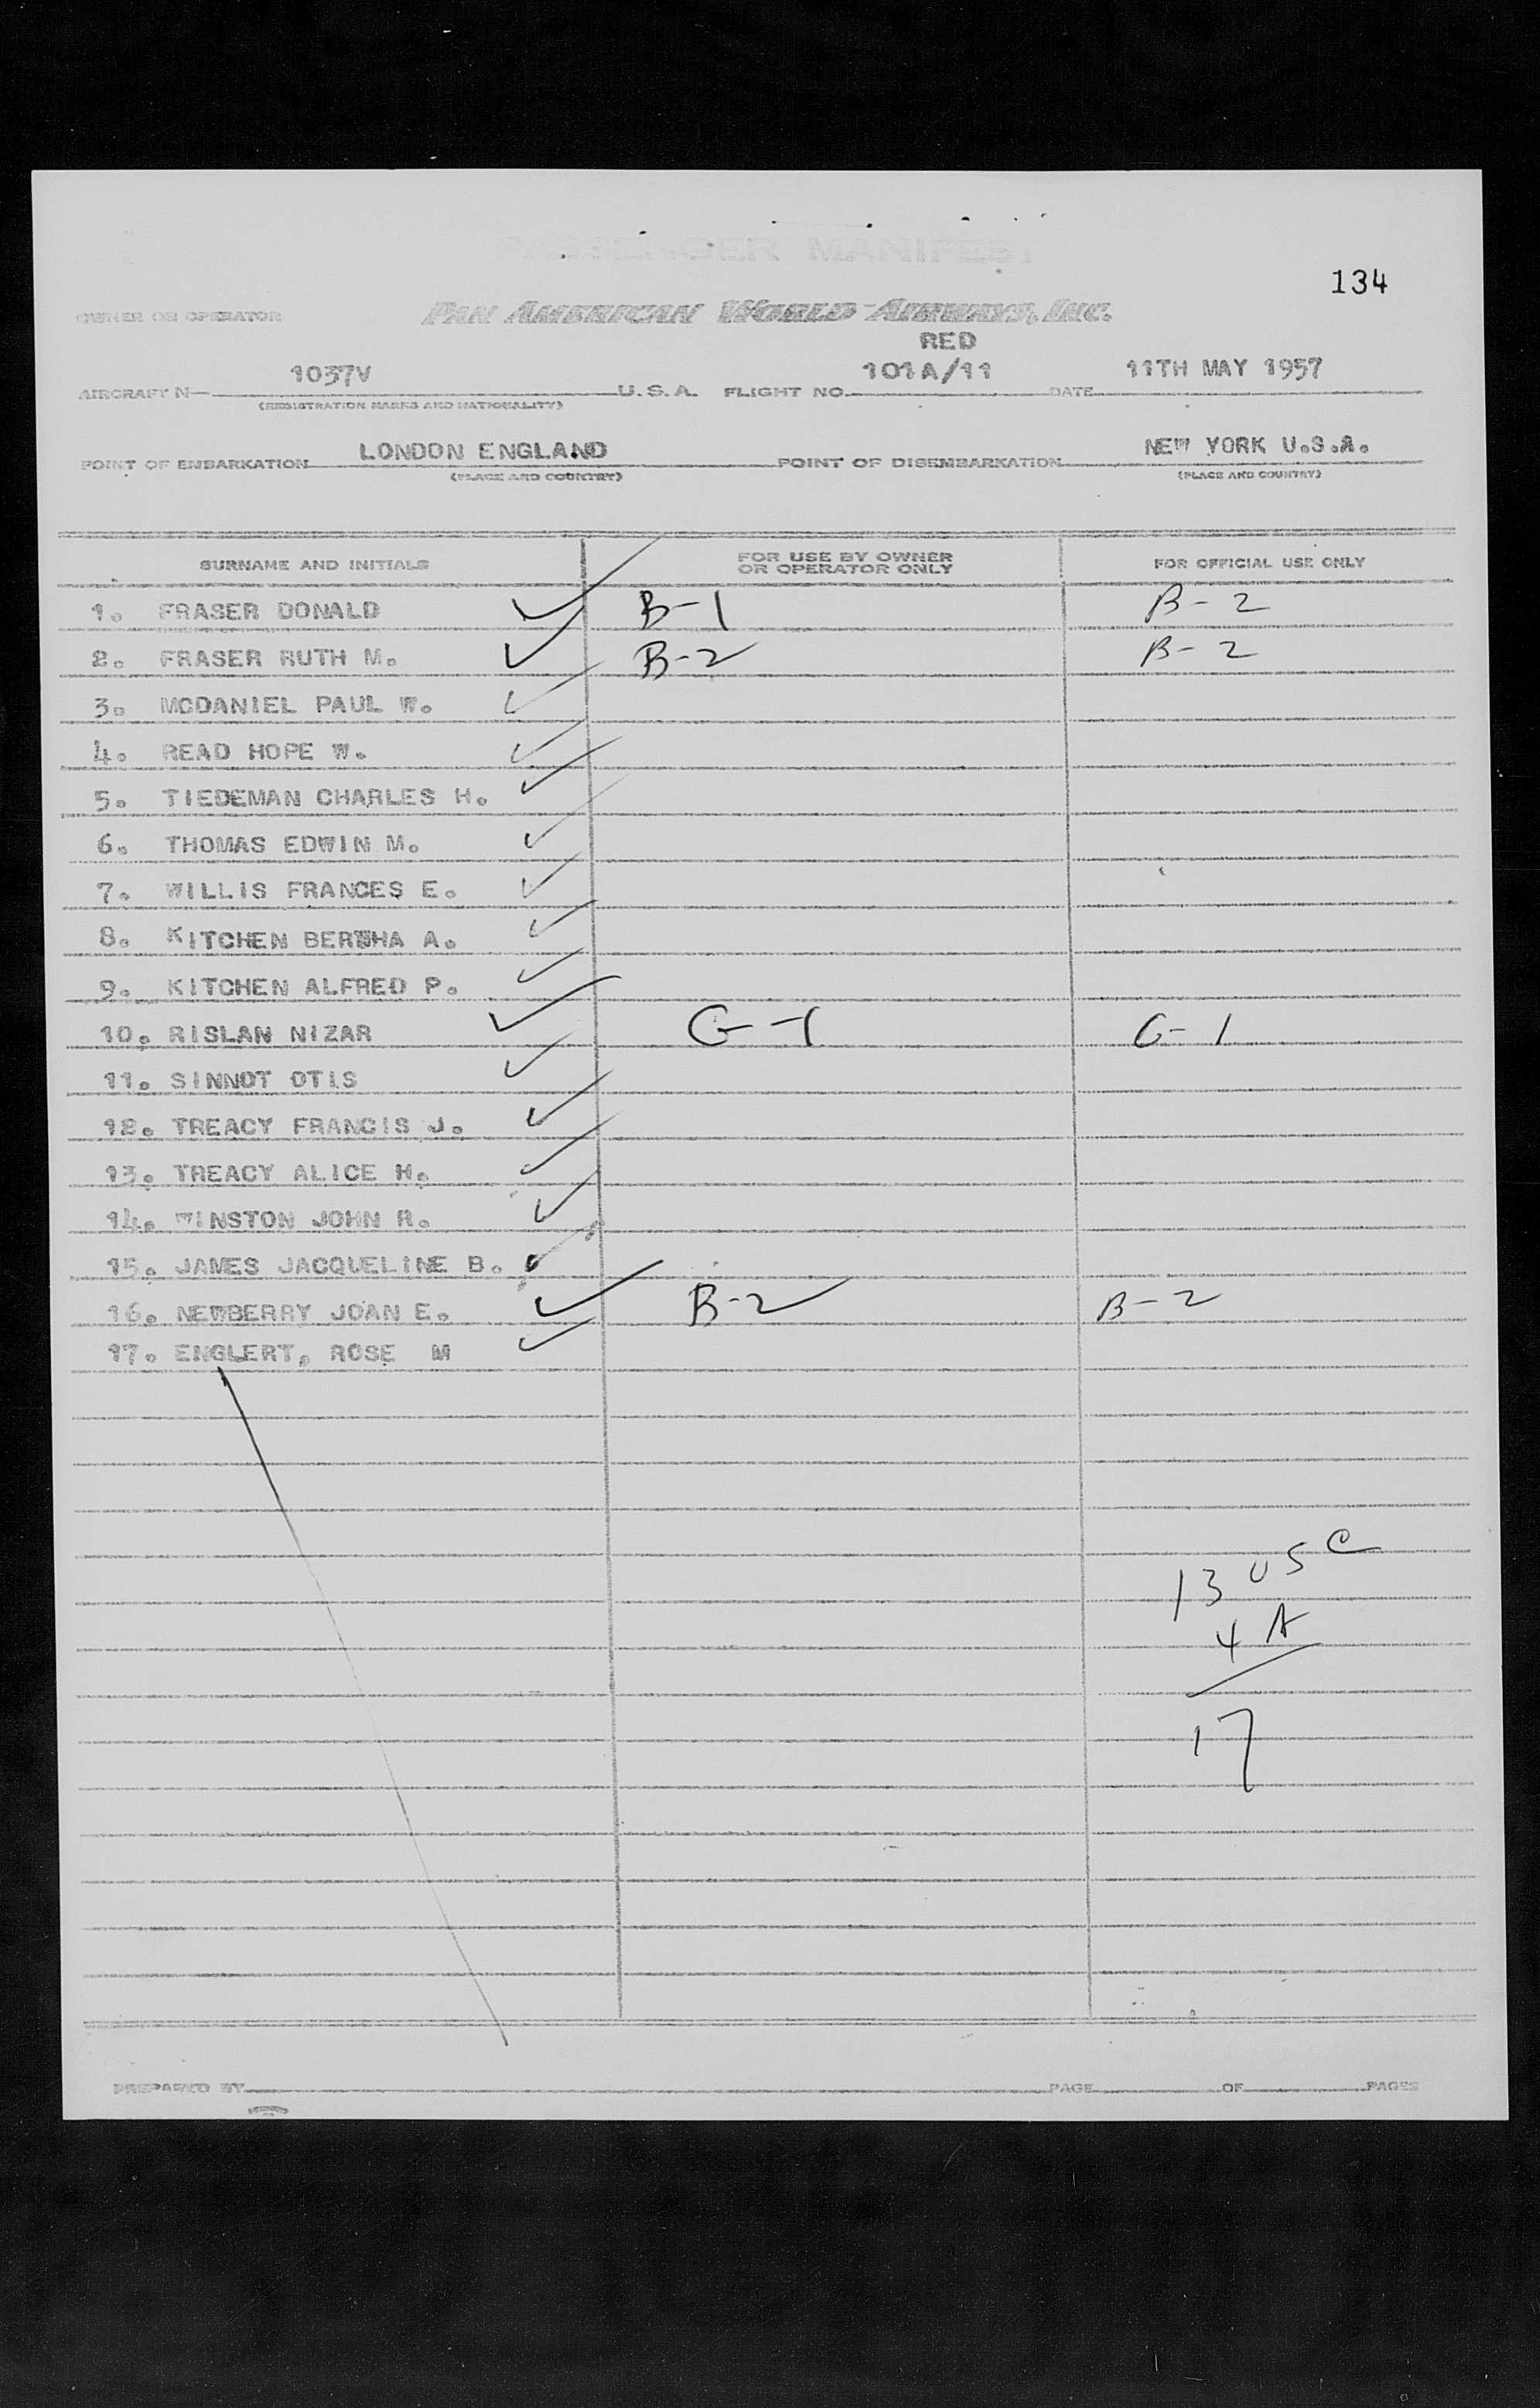 PASSENGER MANIFEST
134
OWNER OR OPERATOR PAN AMERICAN WORLD AIRWAYS, INC.
RED
AIRCRAFT N— 1037V U.S.A. FLIGHT NO. 101A/11 DATE 11TH MAY 1957
(REGISTRATION MARKS AND NATIONALITY)
POINT OF EMBARKATION LONDON ENGLAND POINT OF DISEMBARKATION NEW YORK U.S.A.
(PLACE AND COUNTRY) (PLACE AND COUNTRY)
SURNAME AND INITIALS FOR USE BY OWNER OR OPERATOR ONLY FOR OFFICIAL USE ONLY
1. FRASER DONALD ✓ B-1 B-2
2. FRASER RUTH M. ✓ B-2 B-2
3. MCDANIEL PAUL W. ✓
4. READ HOPE W. ✓
5. TIEDEMAN CHARLES H. ✓
6. THOMAS EDWIN M. ✓
7. WILLIS FRANCES E. ✓
8. KITCHEN BERTHA A. ✓
9. KITCHEN ALFRED P. ✓
10. RISLAN NIZAR ✓ G-1 G-1
11. SINNOT OTIS ✓
12. TREACY FRANCIS J. ✓
13. TREACY ALICE H. ✓
14. WINSTON JOHN R. ✓
15. JAMES JACQUELINE B. ✓
16. NEWBERRY JOAN E. ✓ B-2 B-2
17. ENGLERT, ROSE M ✓
13 USC
4 A
17
PREPARED BY PAGE OF PAGES